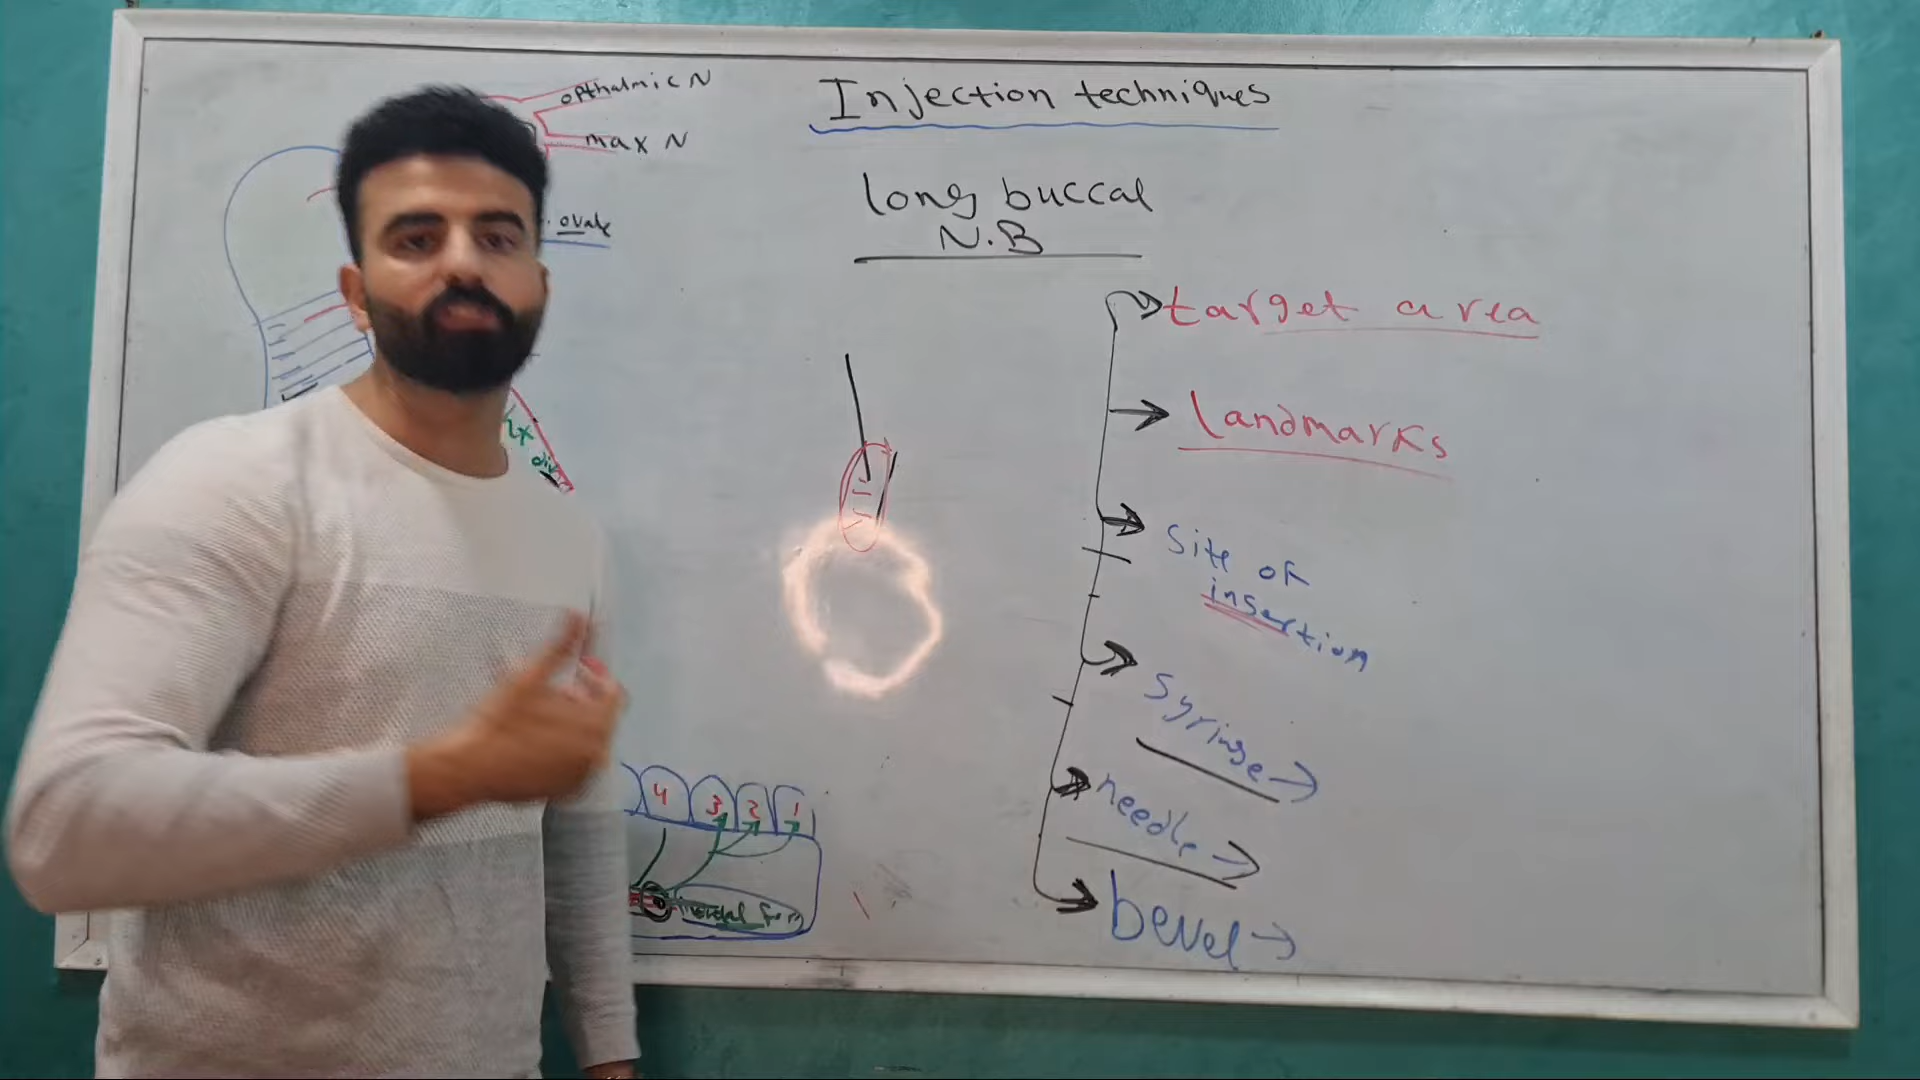 opthalmic N
max N
ovale
Injection techniques
long buccal
N.B
target area
Landmarks
Site of
insertion
Syringe
needle
bevel
div
4 3 2 1